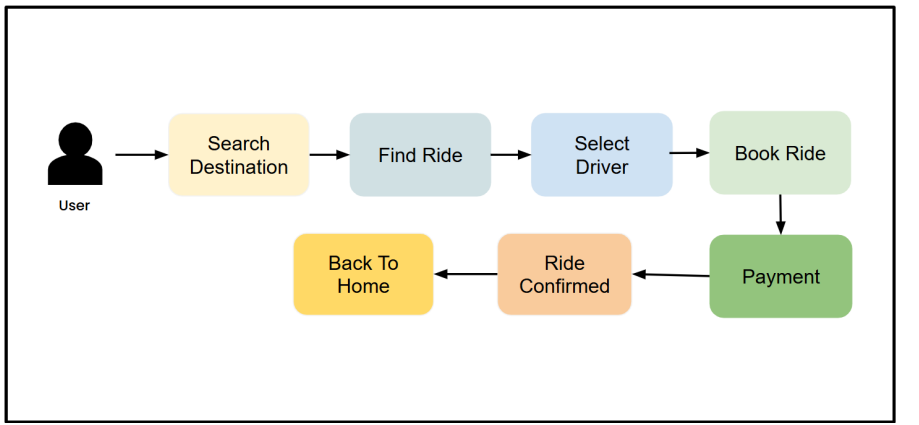 User
Search
Destination
Find Ride
Select
Driver
Book Ride
Payment
Ride
Confirmed
Back To
Home